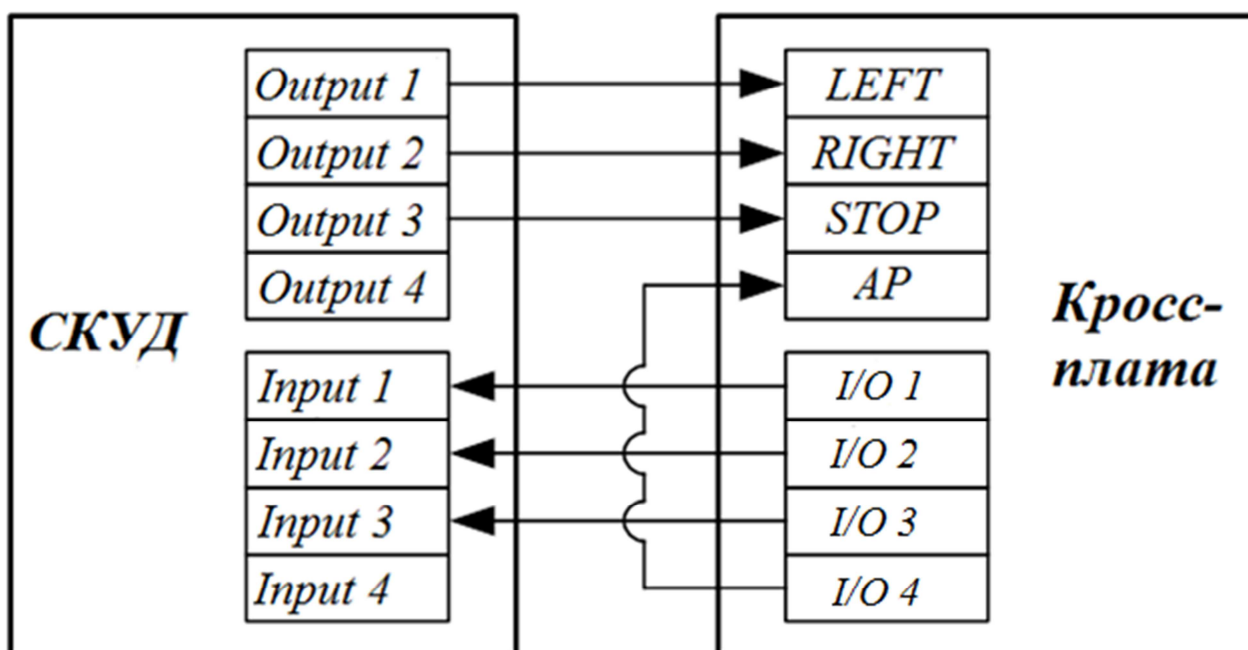 СКУД
Output 1
Output 2
Output 3
Output 4
Input 1
Input 2
Input 3
Input 4
LEFT
RIGHT
STOP
AP
I/O 1
I/O 2
I/O 3
I/O 4
Кросс-
плата